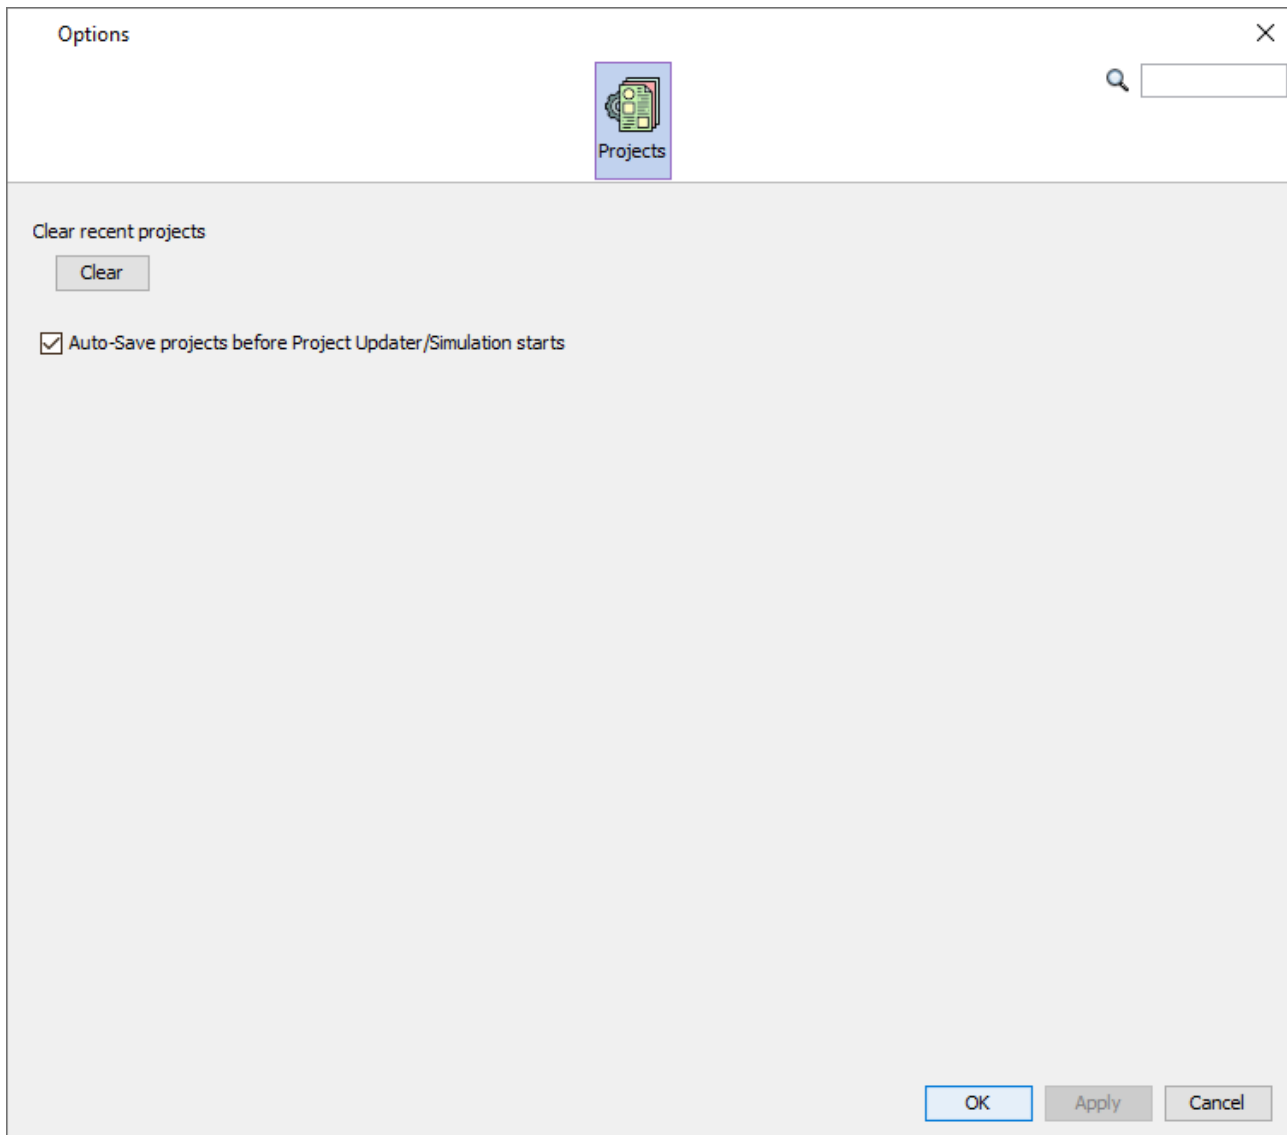 Options
Projects
Clear recent projects
Clear
Auto-Save projects before Project Updater/Simulation starts
OK
Apply
Cancel